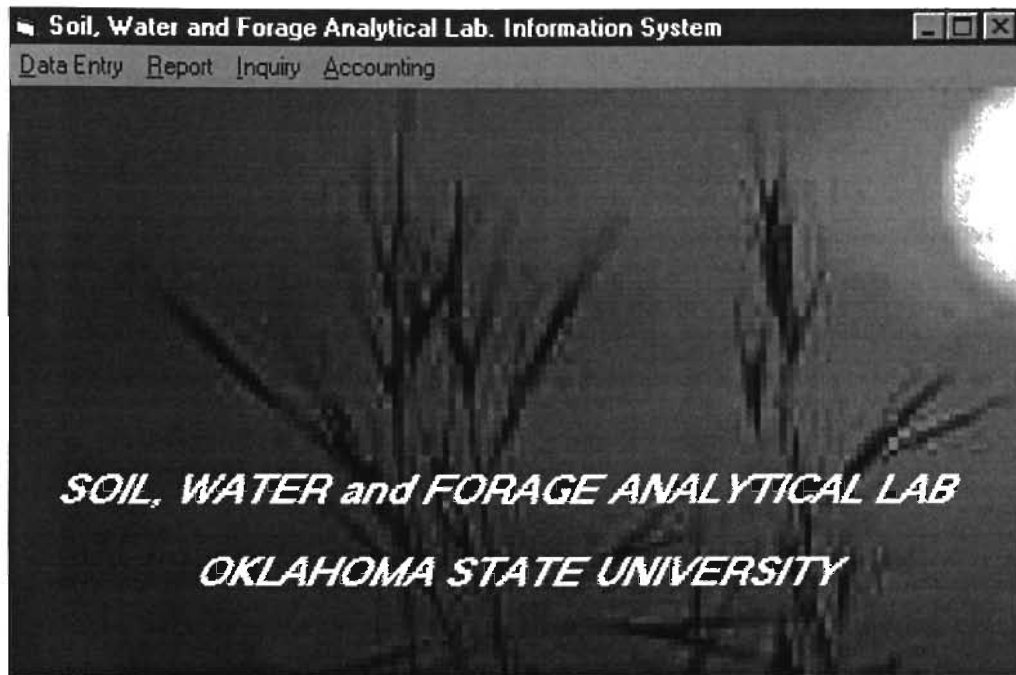 Soil, Water and Forage Analytical Lab. Information System
Data Entry Report Inquiry Accounting
SOIL, WATER and FORAGE ANALYTICAL LAB
OKLAHOMA STATE UNIVERSITY